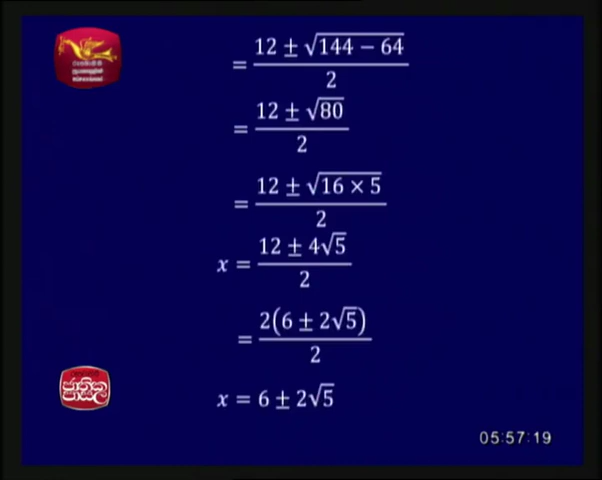 = (12 ± √(144 − 64)) / 2
= (12 ± √80) / 2
= (12 ± √(16 × 5)) / 2
x = (12 ± 4√5) / 2
= 2(6 ± 2√5) / 2
ජාතික
පාසල
x = 6 ± 2√5
05:57:19